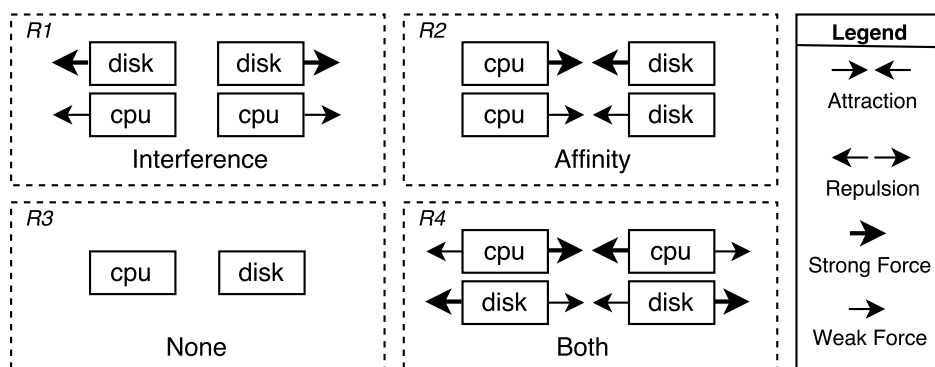 R1
disk disk
cpu cpu
Interference
R2
cpu disk
cpu disk
Affinity
R3
cpu disk
None
R4
cpu cpu
disk disk
Both
Legend
Attraction
Repulsion
Strong Force
Weak Force